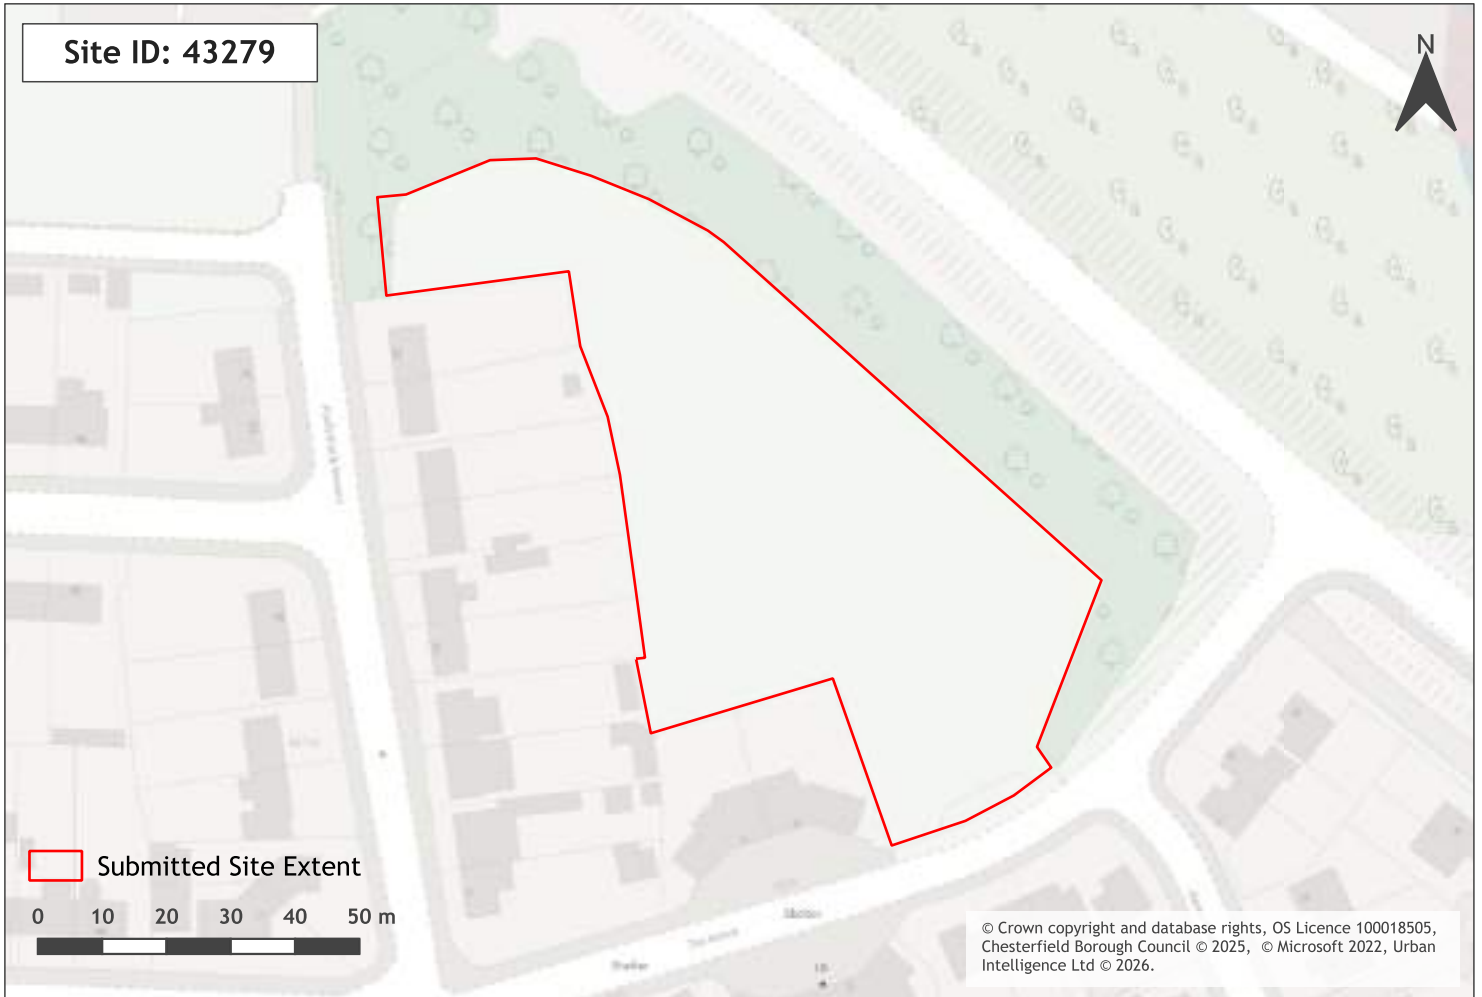 Site ID: 43279
N
Submitted Site Extent
0 10 20 30 40 50 m
© Crown copyright and database rights, OS Licence 100018505,
Chesterfield Borough Council © 2025, © Microsoft 2022, Urban
Intelligence Ltd © 2026.